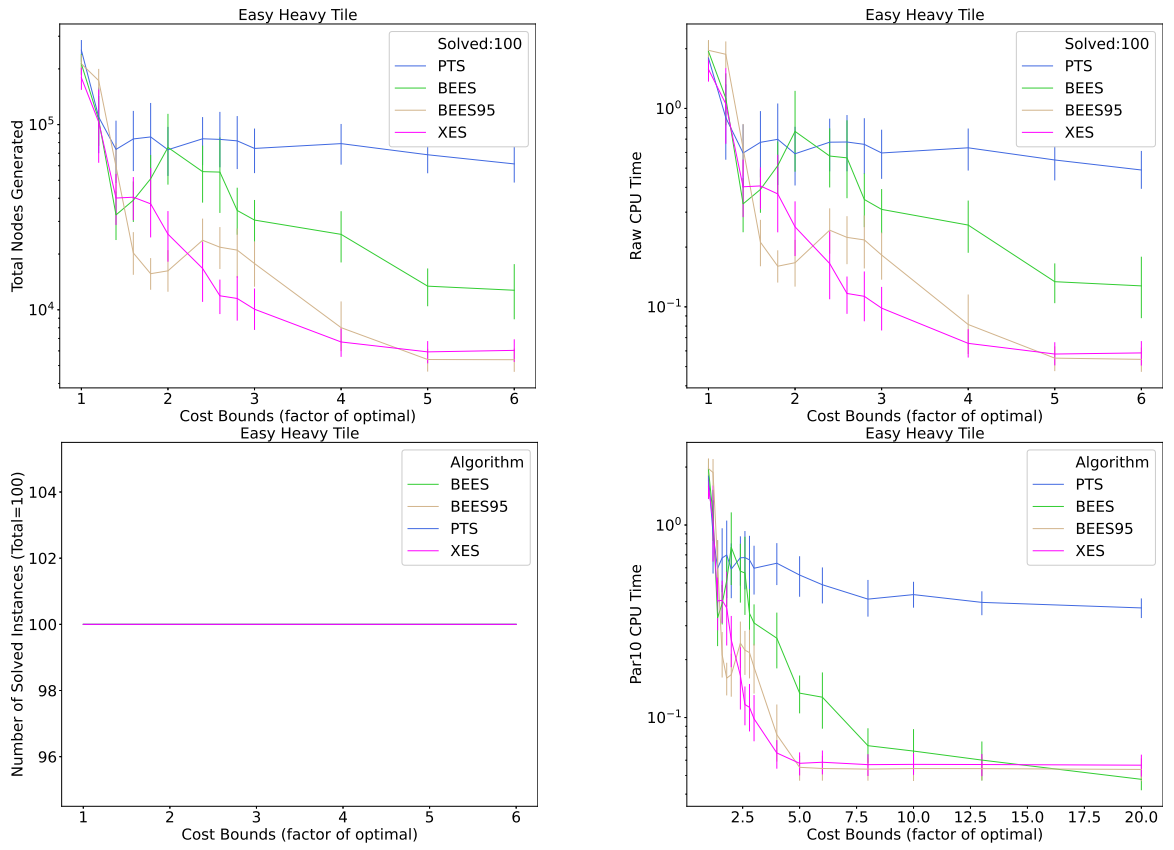 Easy Heavy Tile
Total Nodes Generated
10^5
10^4
Solved:100
PTS
BEES
BEES95
XES
1 2 3 4 5 6
Cost Bounds (factor of optimal)
Easy Heavy Tile
Raw CPU Time
10^0
10^−1
Solved:100
PTS
BEES
BEES95
XES
1 2 3 4 5 6
Cost Bounds (factor of optimal)
Easy Heavy Tile
Number of Solved Instances (Total=100)
104
102
100
98
96
Algorithm
BEES
BEES95
PTS
XES
1 2 3 4 5 6
Cost Bounds (factor of optimal)
Easy Heavy Tile
Par10 CPU Time
10^0
10^−1
Algorithm
PTS
BEES
BEES95
XES
2.5 5.0 7.5 10.0 12.5 15.0 17.5 20.0
Cost Bounds (factor of optimal)